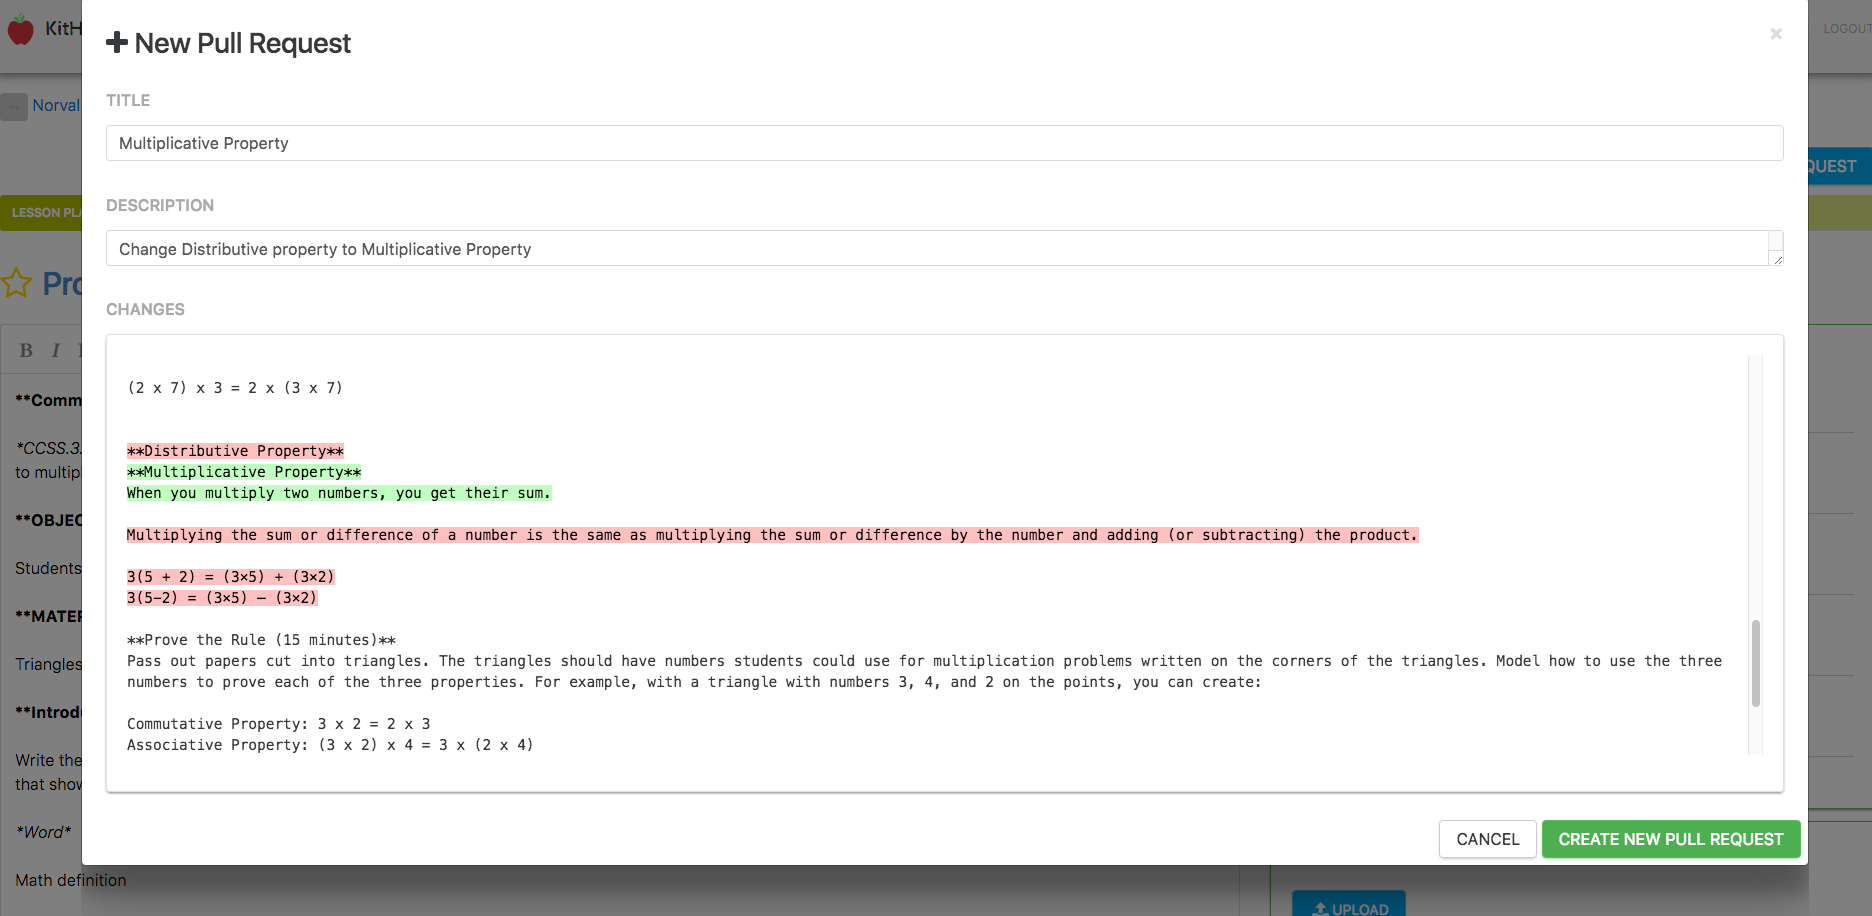 KitH
LOGOUT
New Pull Request
×
Norval
TITLE
Multiplicative Property
QUEST
DESCRIPTION
LESSON PLA
Change Distributive property to Multiplicative Property
Pro
CHANGES
B I
(2 x 7) x 3 = 2 x (3 x 7)
**Comm
**Distributive Property**
*CCSS.3.
**Multiplicative Property**
to multip
When you multiply two numbers, you get their sum.
**OBJEC
Multiplying the sum or difference of a number is the same as multiplying the sum or difference by the number and adding (or subtracting) the product.
Students
3(5 + 2) = (3×5) + (3×2)
3(5−2) = (3×5) − (3×2)
**MATER
**Prove the Rule (15 minutes)**
Triangles
Pass out papers cut into triangles. The triangles should have numbers students could use for multiplication problems written on the corners of the triangles. Model how to use the three
numbers to prove each of the three properties. For example, with a triangle with numbers 3, 4, and 2 on the points, you can create:
**Introdu
Commutative Property: 3 x 2 = 2 x 3
Associative Property: (3 x 2) x 4 = 3 x (2 x 4)
Write the
that show
*Word*
CANCEL
CREATE NEW PULL REQUEST
Math definition
UPLOAD